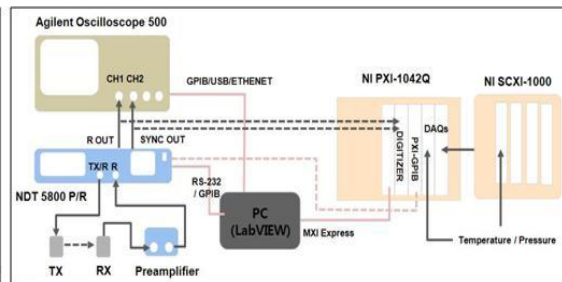 Agilent Oscilloscope 500
CH1 CH2
GPIB/USB/ETHENET
NI PXI-1042Q
NI SCXI-1000
R OUT
SYNC OUT
DIGITIZER
PXI-GPIB
DAQs
TX/R R
NDT 5800 P/R
RS-232
/ GPIB
PC
(LabVIEW)
MXI Express
Temperature / Pressure
TX
RX
Preamplifier